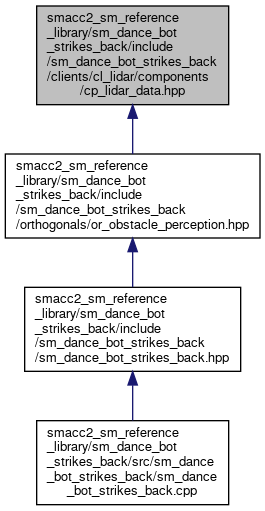 smacc2_sm_reference
_library/sm_dance_bot
_strikes_back/include
/sm_dance_bot_strikes_back
/clients/cl_lidar/components
/cp_lidar_data.hpp
smacc2_sm_reference
_library/sm_dance_bot
_strikes_back/include
/sm_dance_bot_strikes_back
/orthogonals/or_obstacle_perception.hpp
smacc2_sm_reference
_library/sm_dance_bot
_strikes_back/include
/sm_dance_bot_strikes_back
/sm_dance_bot_strikes_back.hpp
smacc2_sm_reference
_library/sm_dance_bot
_strikes_back/src/sm_dance
_bot_strikes_back/sm_dance
_bot_strikes_back.cpp